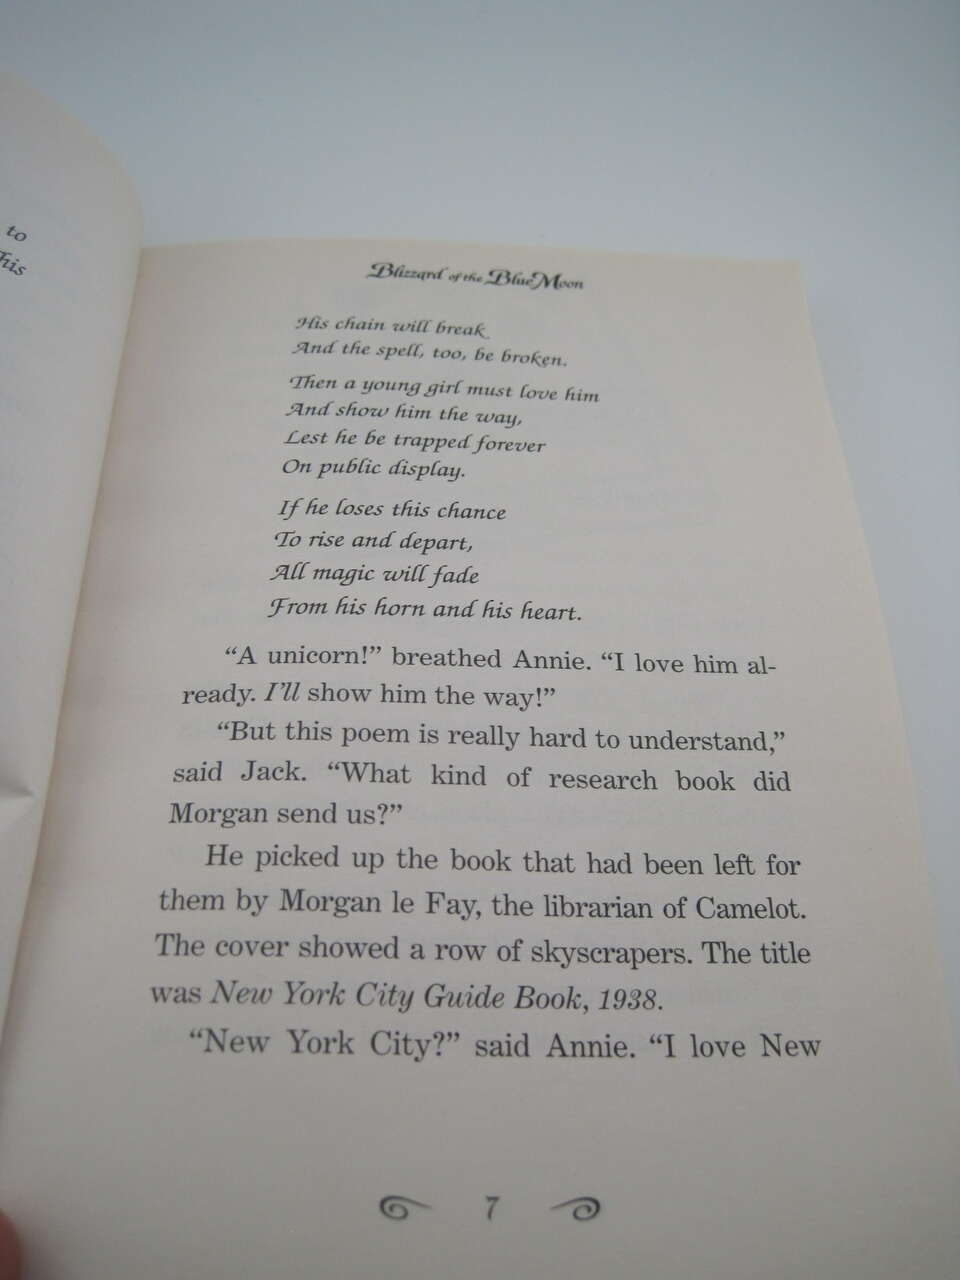 to
This
Blizzard of the Blue Moon
His chain will break
And the spell, too, be broken.
Then a young girl must love him
And show him the way,
Lest he be trapped forever
On public display.
If he loses this chance
To rise and depart,
All magic will fade
From his horn and his heart.
“A unicorn!” breathed Annie. “I love him al-
ready. I’ll show him the way!”
“But this poem is really hard to understand,”
said Jack. “What kind of research book did
Morgan send us?”
He picked up the book that had been left for
them by Morgan le Fay, the librarian of Camelot.
The cover showed a row of skyscrapers. The title
was New York City Guide Book, 1938.
“New York City?” said Annie. “I love New
7